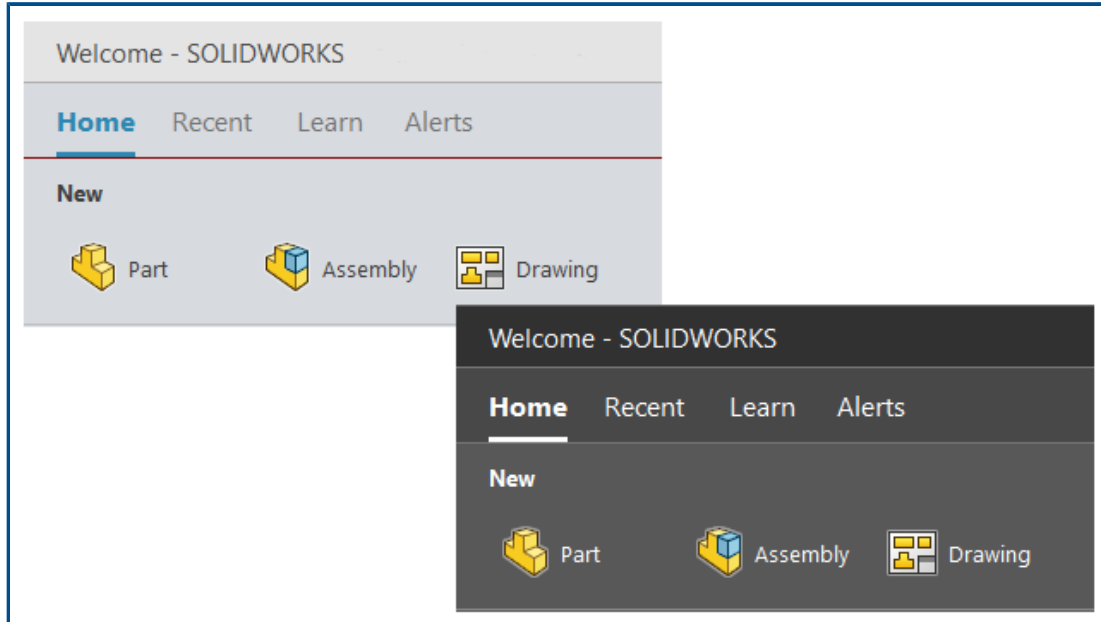 Welcome - SOLIDWORKS
Home Recent Learn Alerts
New
Part Assembly Drawing
Welcome - SOLIDWORKS
Home Recent Learn Alerts
New
Part Assembly Drawing